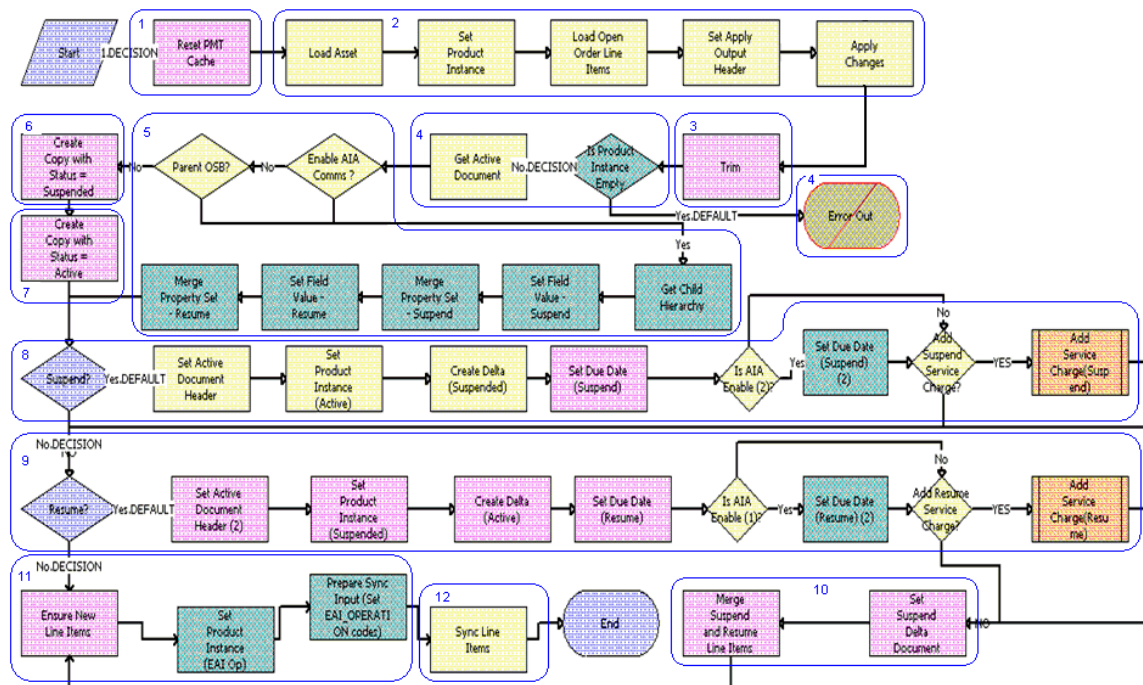 1
2
Start
1.DECISION
Reset PMT
Cache
Load Asset
Set
Product
Instance
Load Open
Order Line
Items
Set Apply
Output
Header
Apply
Changes
6
5
4
3
Create
Copy with
Status =
Suspended
No
Parent OSB?
No
Enable AIA
Comms ?
Get Active
Document
No.DECISION
Is Product
Instance
Empty
Trim
4
Yes.DEFAULT
Error Out
Create
Copy with
Status =
Active
7
Yes
Merge
Property Set
- Resume
Set Field
Value -
Resume
Merge
Property Set
- Suspend
Set Field
Value -
Suspend
Get Child
Hierarchy
No
8
Suspend?
Yes.DEFAULT
Set Active
Document
Header
Set
Product
Instance
(Active)
Create Delta
(Suspended)
Set Due Date
(Suspend)
Is AIA
Enable (2)?
Yes
Set Due Date
(Suspend)
(2)
Add
Suspend
Service
Charge?
YES
Add
Service
Charge(Susp
end)
No.DECISION
9
No
Resume?
Yes.DEFAULT
Set Active
Document
Header (2)
Set
Product
Instance
(Suspended)
Create Delta
(Active)
Set Due Date
(Resume)
Is AIA
Enable (1)?
Yes
Set Due Date
(Resume) (2)
Add Resume
Service
Charge?
YES
Add
Service
Charge(Resu
me)
No.DECISION
11
Ensure New
Line Items
Set
Product
Instance
(EAI Op)
Prepare Sync
Input (Set
EAI_OPERATI
ON codes)
12
Sync Line
Items
End
10
Merge
Suspend
and Resume
Line Items
Set
Suspend
Delta
Document
NO